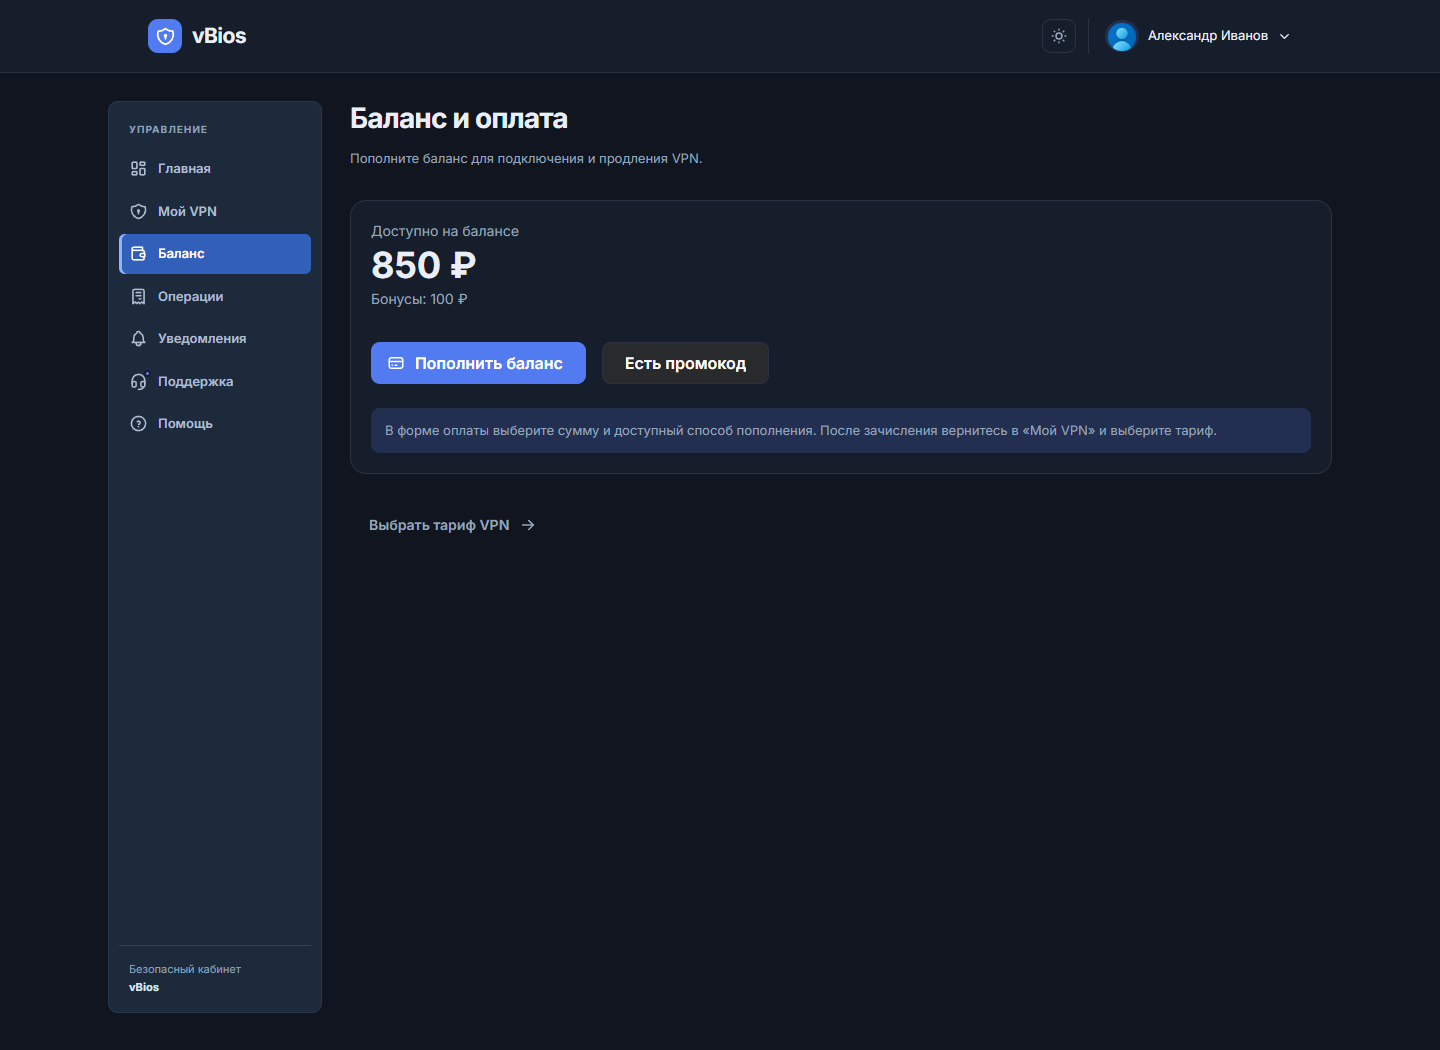 vBios
Александр Иванов
УПРАВЛЕНИЕ
Главная
Мой VPN
Баланс
Операции
Уведомления
Поддержка
Помощь
Безопасный кабинет
vBios
Баланс и оплата
Пополните баланс для подключения и продления VPN.
Доступно на балансе
850 ₽
Бонусы: 100 ₽
Пополнить баланс
Есть промокод
В форме оплаты выберите сумму и доступный способ пополнения. После зачисления вернитесь в «Мой VPN» и выберите тариф.
Выбрать тариф VPN →